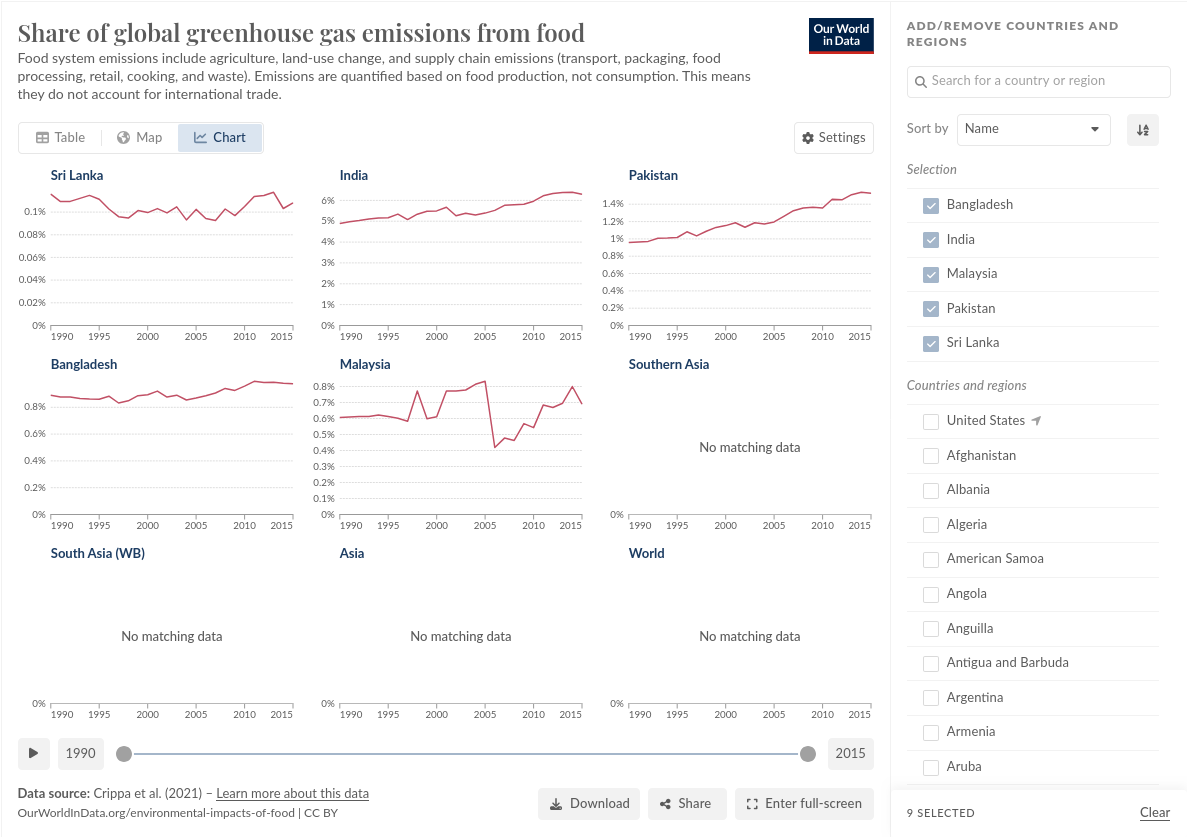 Share of global greenhouse gas emissions from food
Our World
in Data
Food system emissions include agriculture, land-use change, and supply chain emissions (transport, packaging, food
processing, retail, cooking, and waste). Emissions are quantified based on food production, not consumption. This means
they do not account for international trade.
Table
Map
Chart
Settings
Sri Lanka
0.1%
0.08%
0.06%
0.04%
0.02%
0%
1990 1995 2000 2005 2010 2015
India
6%
5%
4%
3%
2%
1%
0%
1990 1995 2000 2005 2010 2015
Pakistan
1.4%
1.2%
1%
0.8%
0.6%
0.4%
0.2%
0%
1990 1995 2000 2005 2010 2015
Bangladesh
0.8%
0.6%
0.4%
0.2%
0%
1990 1995 2000 2005 2010 2015
Malaysia
0.8%
0.7%
0.6%
0.5%
0.4%
0.3%
0.2%
0.1%
0%
1990 1995 2000 2005 2010 2015
Southern Asia
No matching data
0%
1990 1995 2000 2005 2010 2015
South Asia (WB)
No matching data
0%
1990 1995 2000 2005 2010 2015
Asia
No matching data
0%
1990 1995 2000 2005 2010 2015
World
No matching data
0%
1990 1995 2000 2005 2010 2015
1990
2015
Data source: Crippa et al. (2021) – Learn more about this data
OurWorldInData.org/environmental-impacts-of-food | CC BY
Download
Share
Enter full-screen
ADD/REMOVE COUNTRIES AND
REGIONS
Search for a country or region
Sort by
Name
Selection
Bangladesh
India
Malaysia
Pakistan
Sri Lanka
Countries and regions
United States
Afghanistan
Albania
Algeria
American Samoa
Angola
Anguilla
Antigua and Barbuda
Argentina
Armenia
Aruba
9 SELECTED
Clear